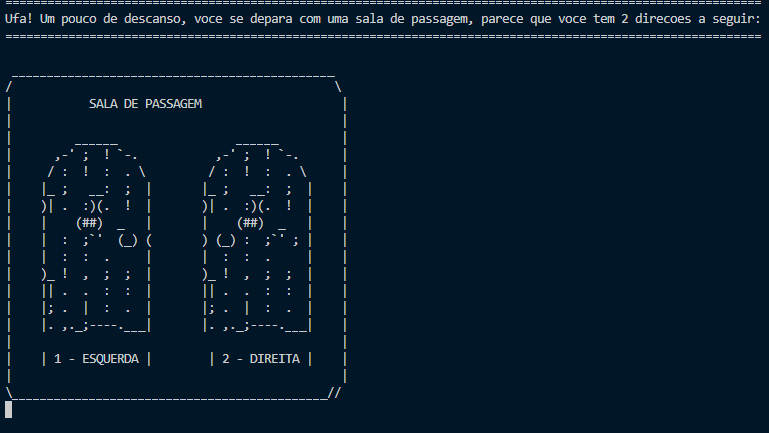 Ufa! Um pouco de descanso, voce se depara com uma sala de passagem, parece que voce tem 2 direcoes a seguir:
SALA DE PASSAGEM
| 1 - ESQUERDA | | 2 - DIREITA |